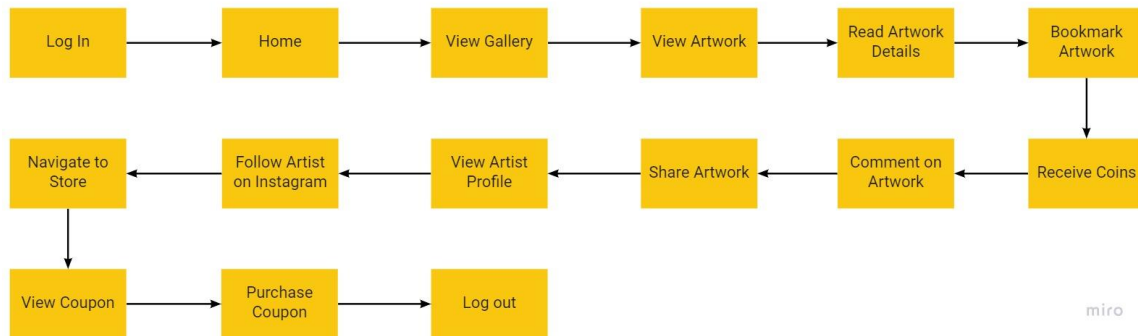 Log In
Home
View Gallery
View Artwork
Read Artwork
Details
Bookmark
Artwork
Receive Coins
Comment on
Artwork
Share Artwork
View Artist
Profile
Follow Artist
on Instagram
Navigate to
Store
View Coupon
Purchase
Coupon
Log out
miro